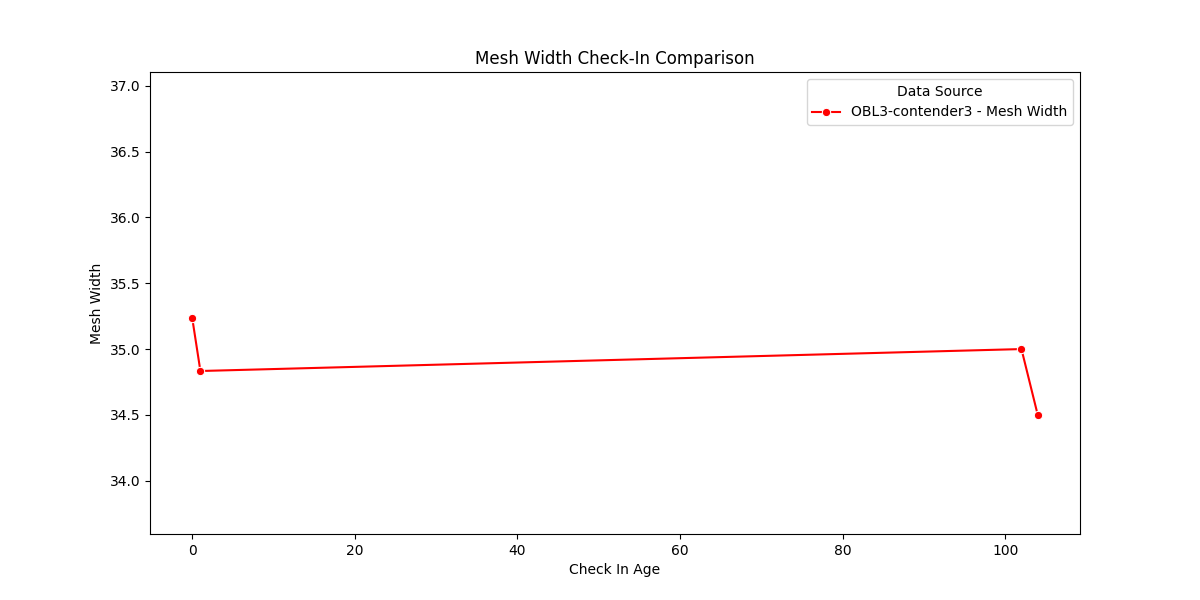 Mesh Width Check-In Comparison
Data Source
OBL3-contender3 - Mesh Width
Mesh Width
37.0
36.5
36.0
35.5
35.0
34.5
34.0
0 20 40 60 80 100
Check In Age